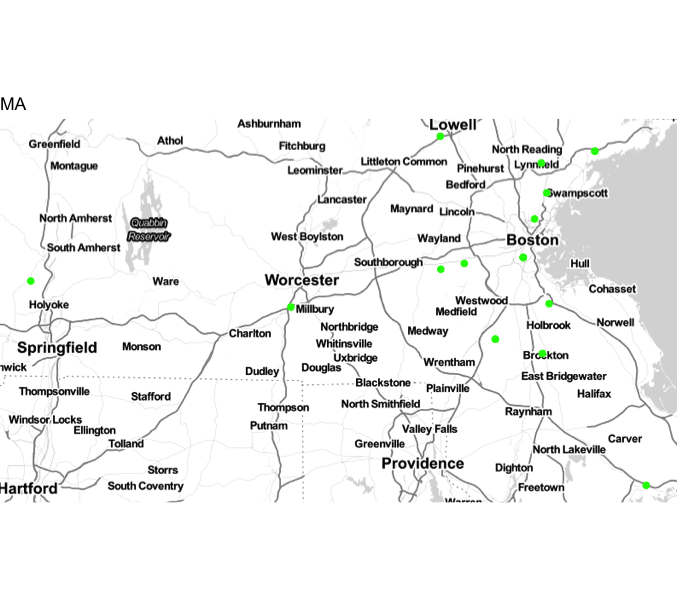 MA
Ashburnham
Lowell
Greenfield
Athol
Fitchburg
North Reading
Montague
Leominster
Littleton Common
Pinehurst
Lynnfield
Bedford
Swampscott
Lancaster
Maynard
Lincoln
North Amherst
Quabbin
Reservoir
West Boylston
Wayland
Boston
South Amherst
Southborough
Hull
Ware
Worcester
Cohasset
Holyoke
Millbury
Westwood
Medfield
Norwell
Charlton
Northbridge
Medway
Holbrook
Springfield
Monson
Whitinsville
Uxbridge
Brockton
nwick
Dudley
Douglas
Wrentham
East Bridgewater
Thompsonville
Stafford
Blackstone
Plainville
Halifax
Thompson
North Smithfield
Raynham
Windsor Locks
Ellington
Putnam
Valley Falls
Tolland
Greenville
Carver
North Lakeville
Storrs
Providence
Dighton
Hartford
South Coventry
Freetown
Warren